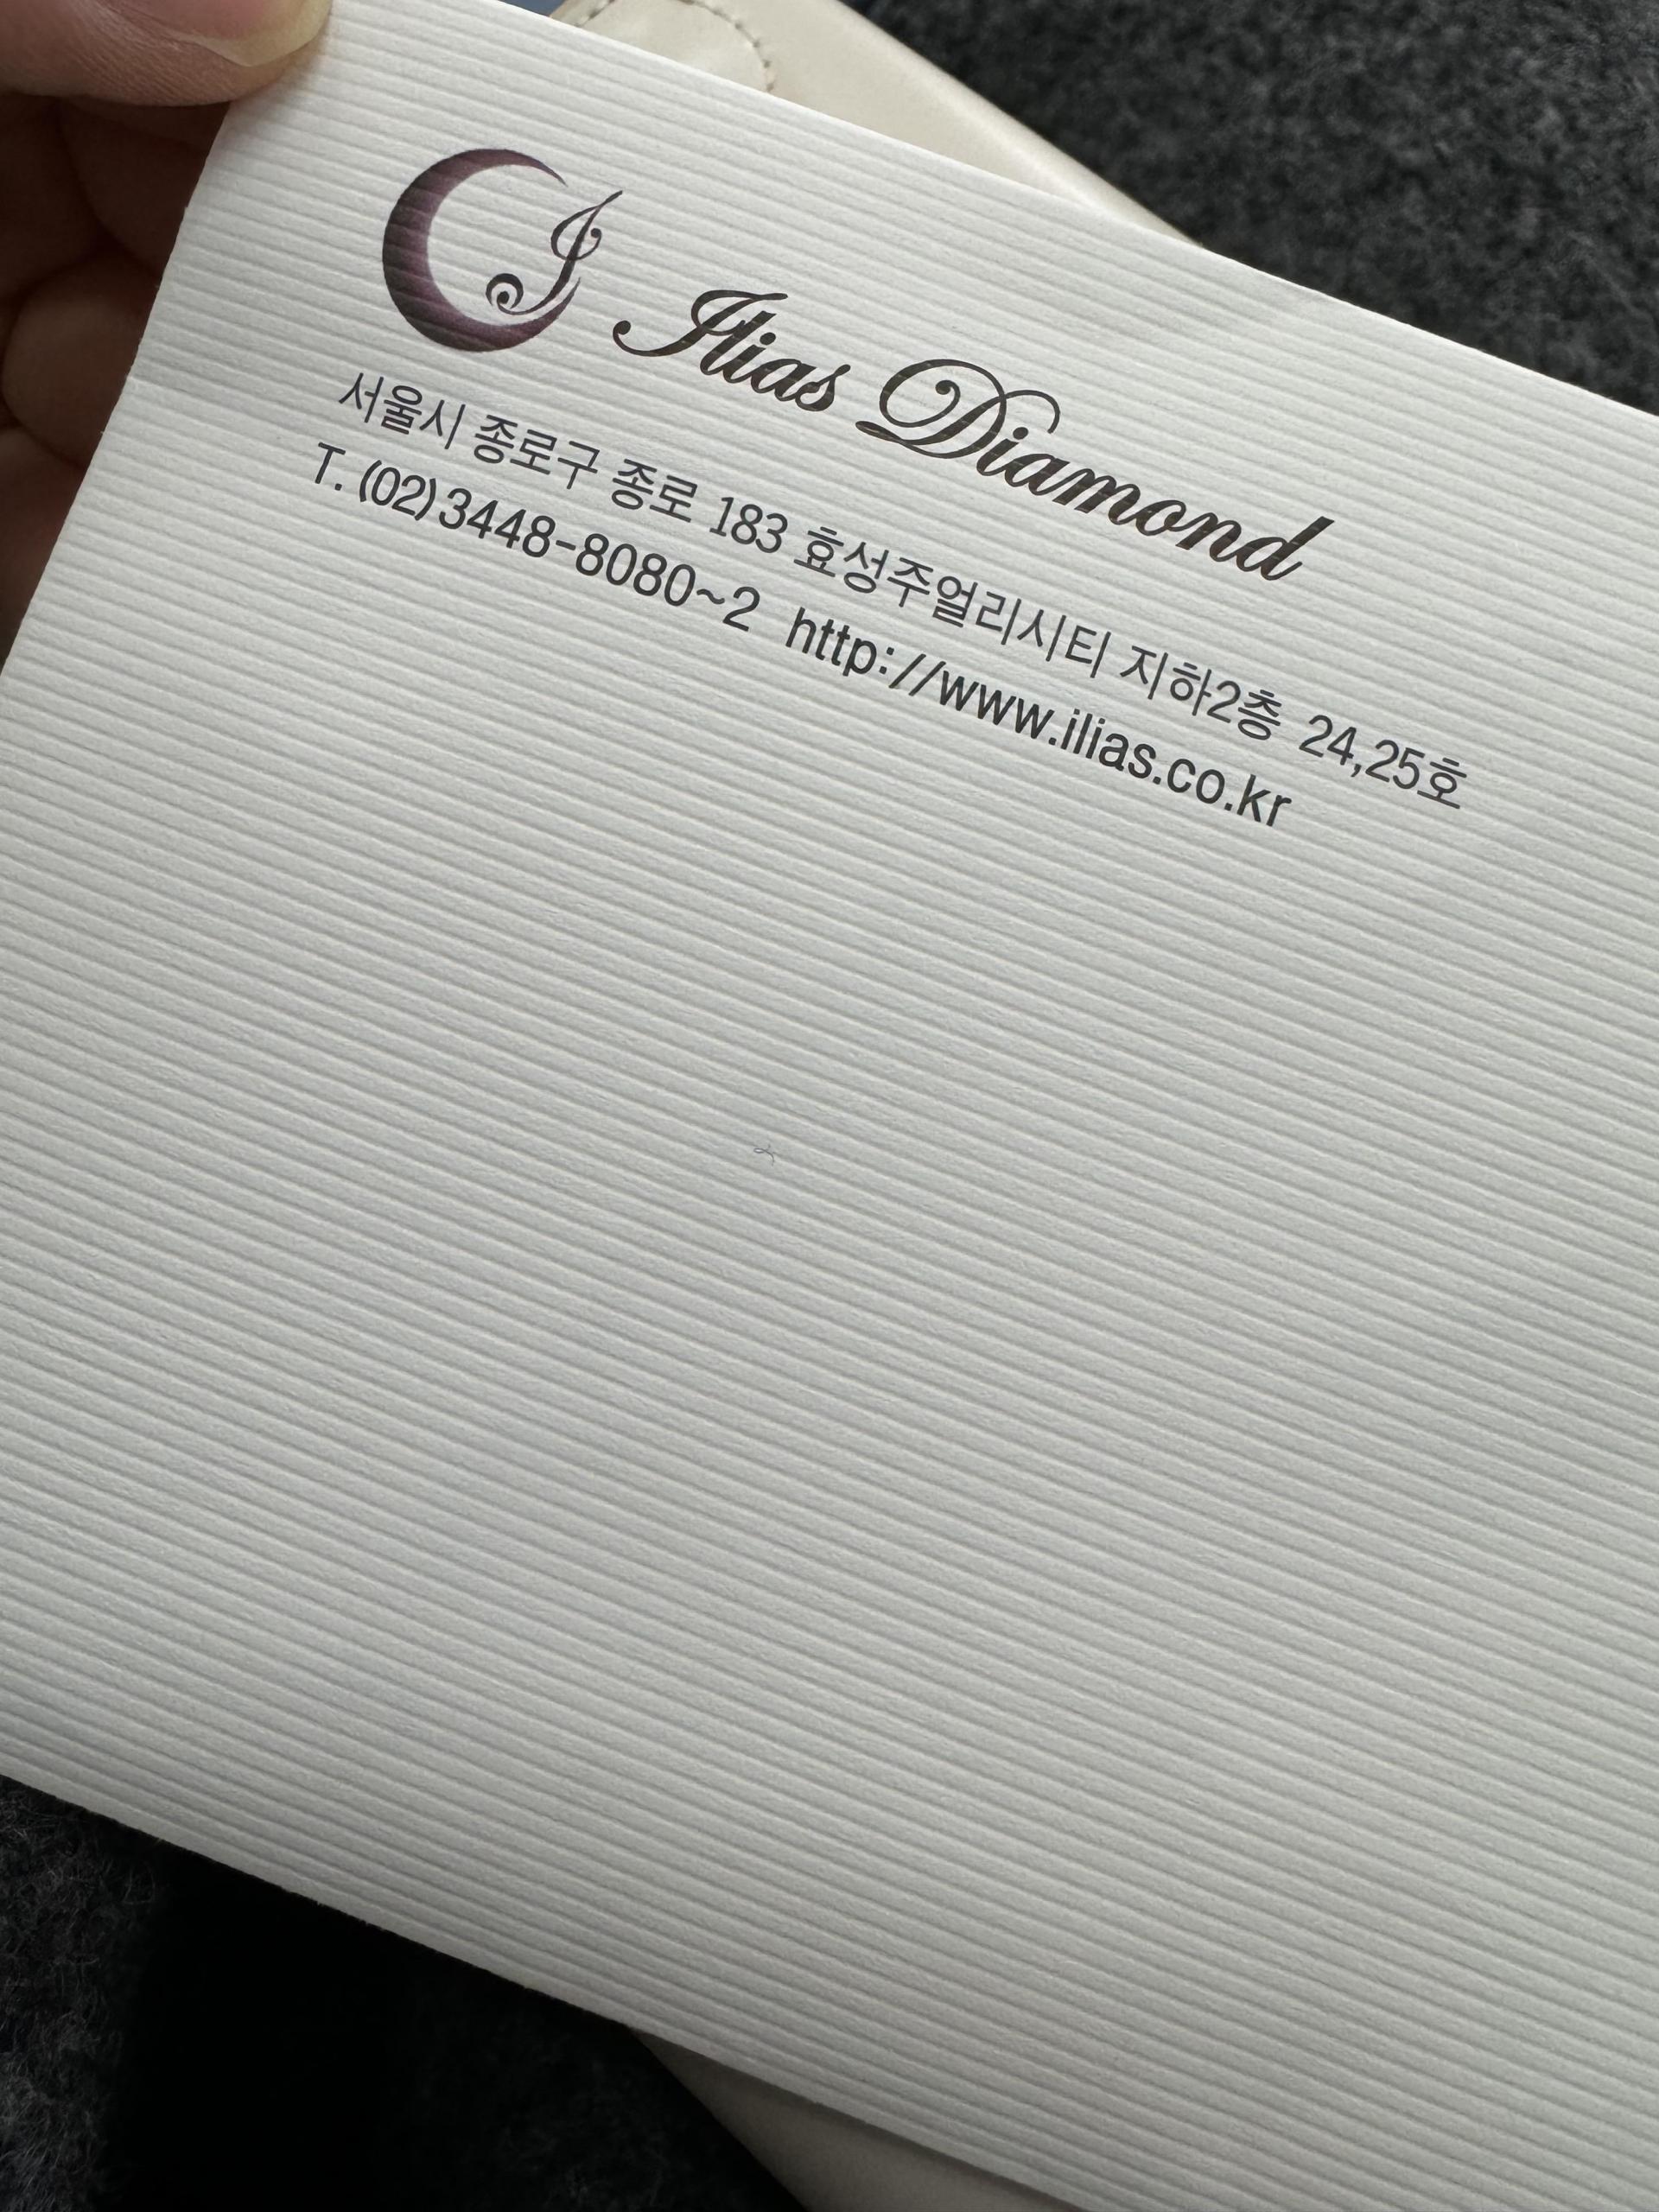 Ilias Diamond
서울시 종로구 종로 183 효성주얼리시티 지하2층 24,25호
T. (02)3448-8080~2 http://www.ilias.co.kr